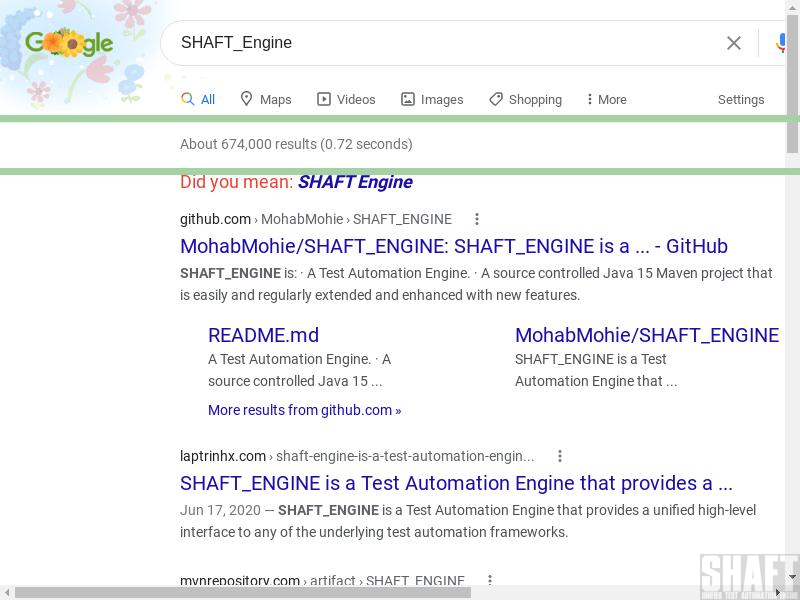 Google
SHAFT_Engine
All Maps Videos Images Shopping More Settings
About 674,000 results (0.72 seconds)
Did you mean: SHAFT Engine
github.com › MohabMohie › SHAFT_ENGINE
MohabMohie/SHAFT_ENGINE: SHAFT_ENGINE is a ... - GitHub
SHAFT_ENGINE is: · A Test Automation Engine. · A source controlled Java 15 Maven project that
is easily and regularly extended and enhanced with new features.
README.md
A Test Automation Engine. · A
source controlled Java 15 ...
MohabMohie/SHAFT_ENGINE
SHAFT_ENGINE is a Test
Automation Engine that ...
More results from github.com »
laptrinhx.com › shaft-engine-is-a-test-automation-engin...
SHAFT_ENGINE is a Test Automation Engine that provides a ...
Jun 17, 2020 — SHAFT_ENGINE is a Test Automation Engine that provides a unified high-level
interface to any of the underlying test automation frameworks.
mvnrepository.com › artifact › SHAFT_ENGINE
SHAFT
UNIFIED TEST AUTOMATION ENGINE